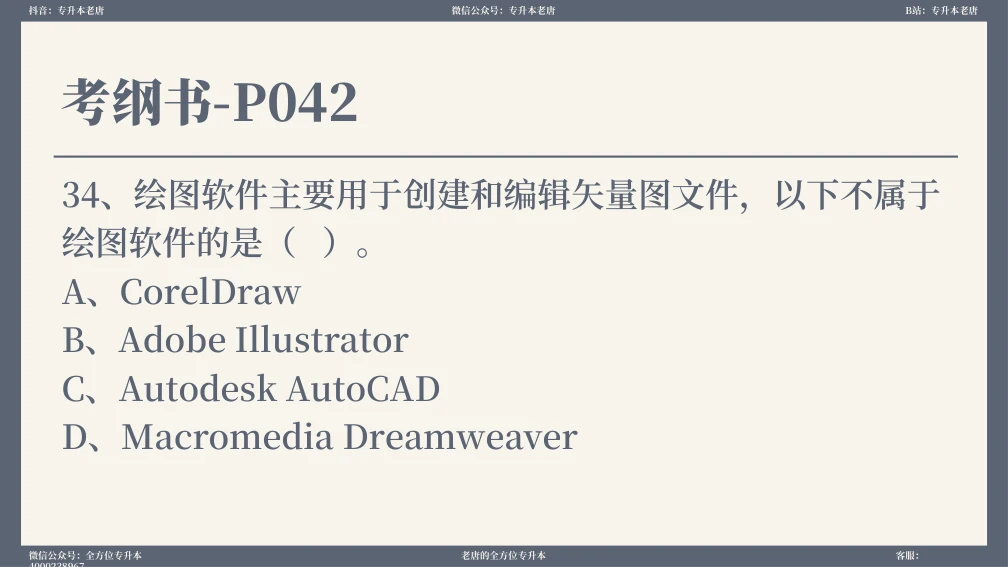 抖音：专升本老唐
微信公众号：专升本老唐
B站：专升本老唐
考纲书-P042
34、绘图软件主要用于创建和编辑矢量图文件，以下不属于
绘图软件的是（ ）。
A、CorelDraw
B、Adobe Illustrator
C、Autodesk AutoCAD
D、Macromedia Dreamweaver
微信公众号：全方位专升本
老唐的全方位专升本
客服：
4000238967